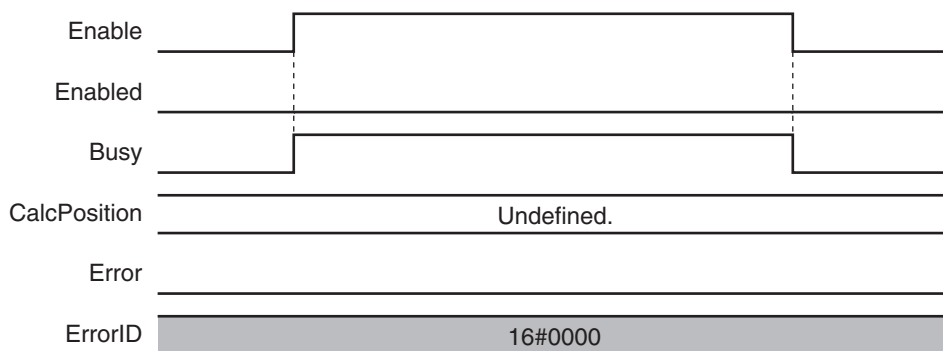 Enable
Enabled
Busy
CalcPosition
Undefined.
Error
ErrorID
16#0000